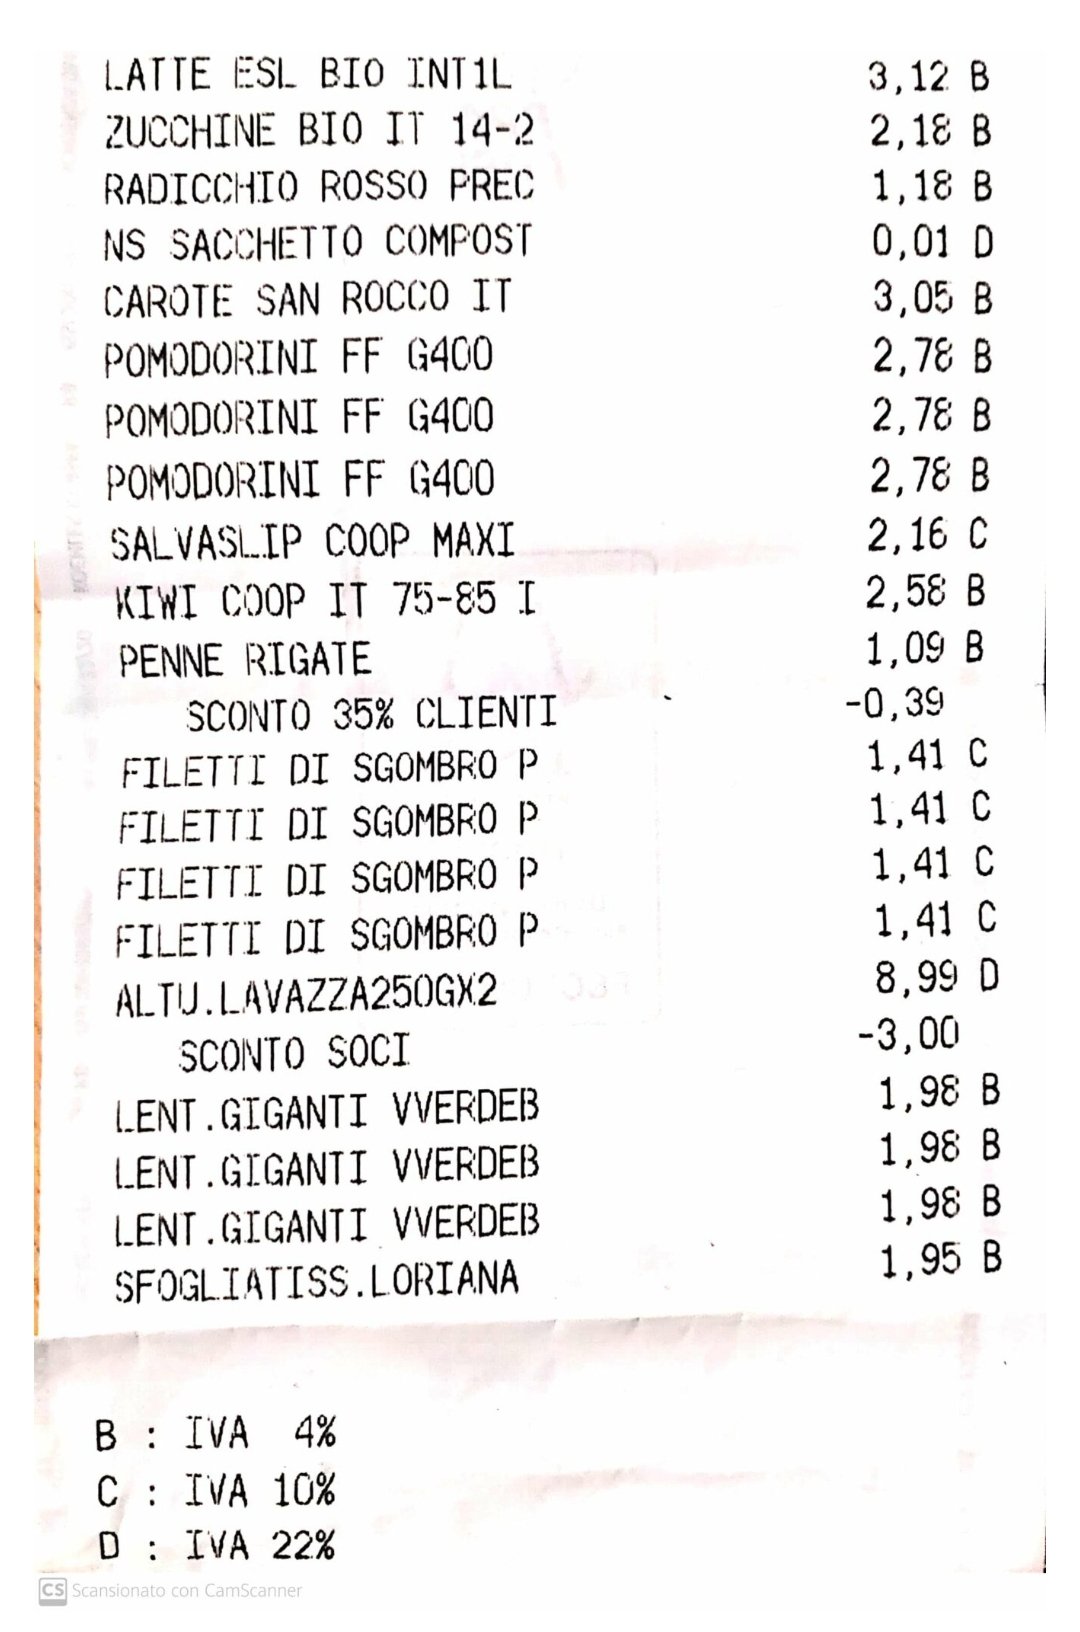 LATTE ESL BIO INT1L 3,12 B
ZUCCHINE BIO IT 14-2 2,18 B
RADICCHIO ROSSO PREC 1,18 B
NS SACCHETTO COMPOST 0,01 D
CAROTE SAN ROCCO IT 3,05 B
POMODORINI FF G400 2,78 B
POMODORINI FF G400 2,78 B
POMODORINI FF G400 2,78 B
SALVASLIP COOP MAXI 2,16 C
KIWI COOP IT 75-85 I 2,58 B
PENNE RIGATE 1,09 B
SCONTO 35% CLIENTI -0,39
FILETTI DI SGOMBRO P 1,41 C
FILETTI DI SGOMBRO P 1,41 C
FILETTI DI SGOMBRO P 1,41 C
FILETTI DI SGOMBRO P 1,41 C
ALTU.LAVAZZA250GX2 8,99 D
SCONTO SOCI -3,00
LENT.GIGANTI VVERDEB 1,98 B
LENT.GIGANTI VVERDEB 1,98 B
LENT.GIGANTI VVERDEB 1,98 B
SFOGLIATISS.LORIANA 1,95 B
B : IVA 4%
C : IVA 10%
D : IVA 22%
CS Scansionato con CamScanner